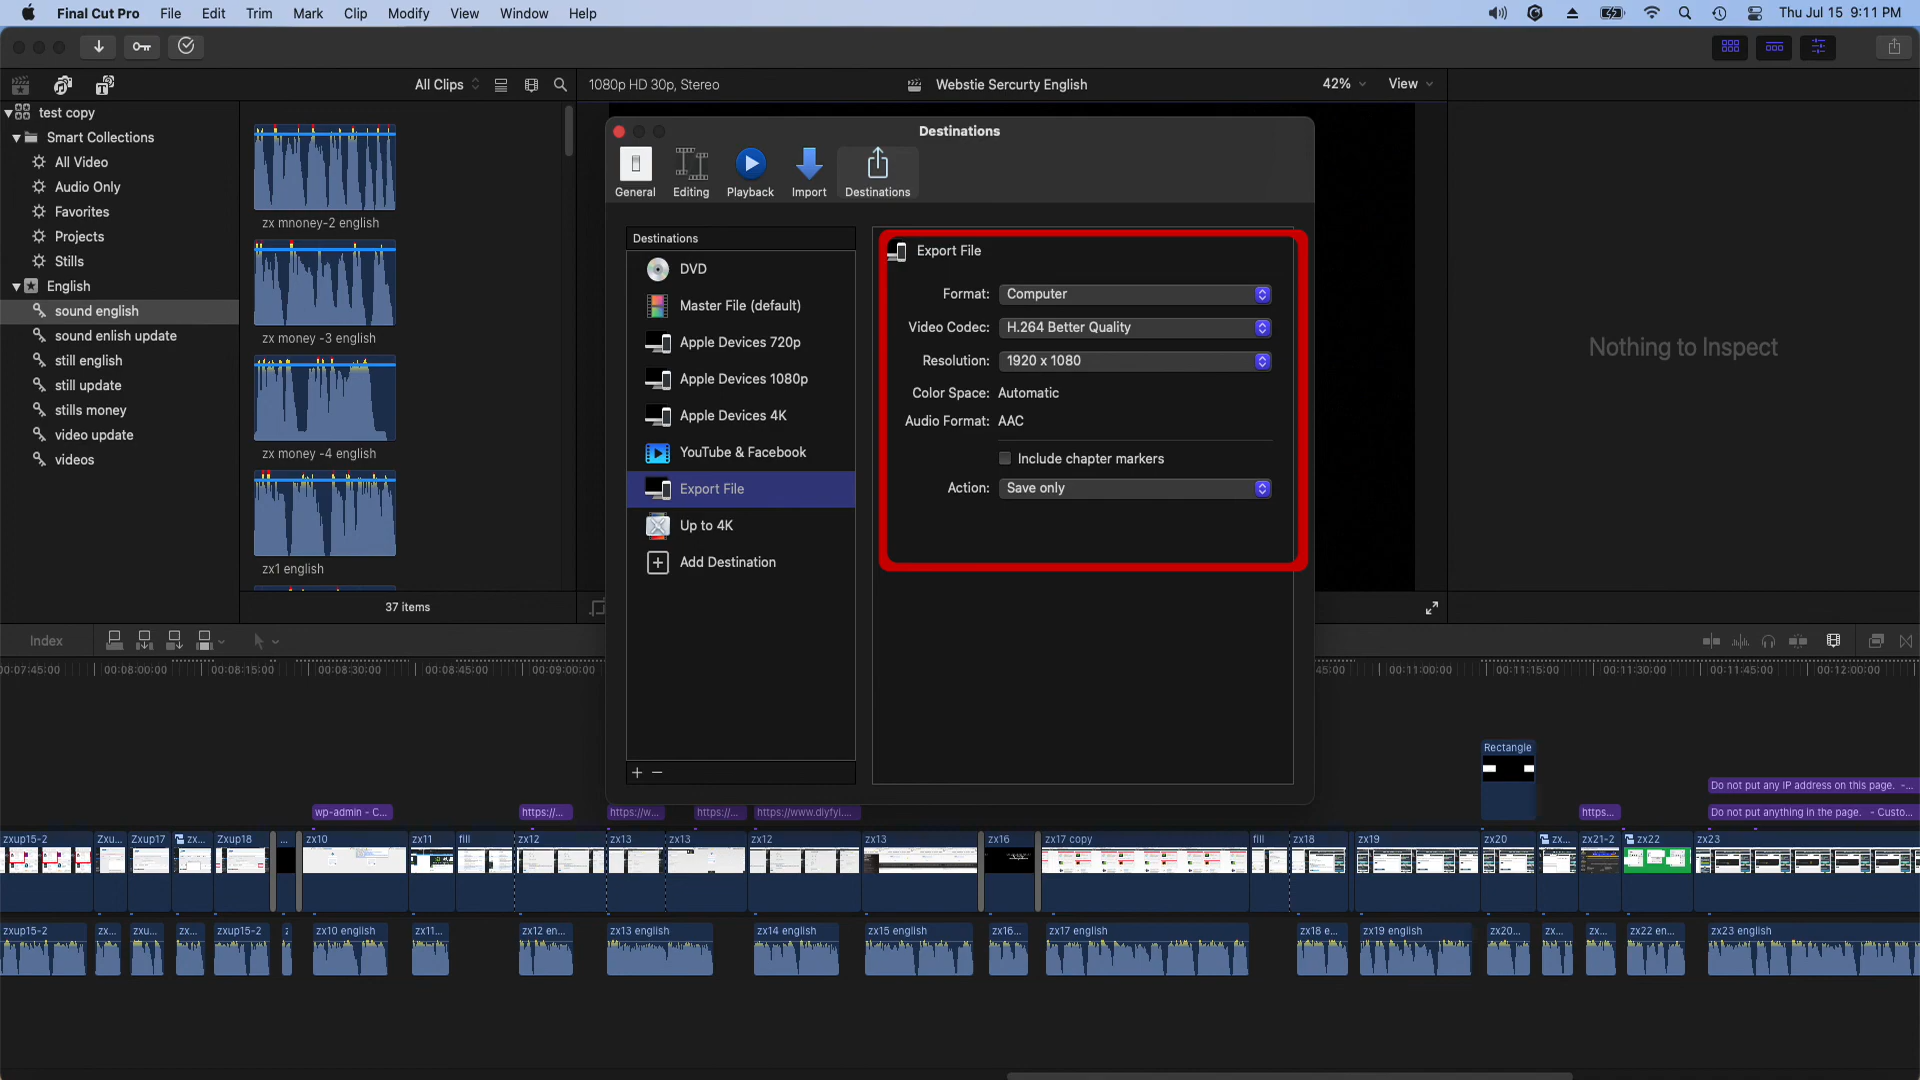 Final Cut Pro File Edit Trim Mark Clip Modify View Window Help Thu Jul 15 9:11 PM
All Clips 1080p HD 30p, Stereo Webstie Sercurty English 42% View
test copy
Smart Collections
All Video
Audio Only
Favorites
Projects
Stills
English
sound english
sound enlish update
still english
still update
stills money
video update
videos
zx mnoney-2 english
zx money -3 english
zx money -4 english
zx1 english
37 items
Destinations
General Editing Playback Import Destinations
Destinations
DVD
Master File (default)
Apple Devices 720p
Apple Devices 1080p
Apple Devices 4K
YouTube & Facebook
Export File
Up to 4K
Add Destination
+ −
Export File
Format: Computer
Video Codec: H.264 Better Quality
Resolution: 1920 x 1080
Color Space: Automatic
Audio Format: AAC
Include chapter markers
Action: Save only
Nothing to Inspect
Index
00:07:45:00 00:08:00:00 00:08:15:00 00:08:30:00 00:08:45:00 00:09:00:00 45:00 00:11:00:00 00:11:15:00 00:11:30:00 00:11:45:00 00:12:00:00
Rectangle
Do not put any IP address on this page. -...
wp-admin - C... https://... https://w... https://... https://www.diyfyi.... https... Do not put anything in the page. - Custo...
zxup15-2 Zxu... Zxup17 zx... Zxup18 ... zx10 zx11 fill zx12 zx13 zx13 zx12 zx13 zx16 zx17 copy fill zx18 zx19 zx20 zx... zx21-2 zx22 zx23
zxup15-2 zx... zxu... zx... zxup15-2 z zx10 english zx11... zx12 en... zx13 english zx14 english zx15 english zx16... zx17 english zx18 e... zx19 english zx20... zx... zx... zx22 en... zx23 english